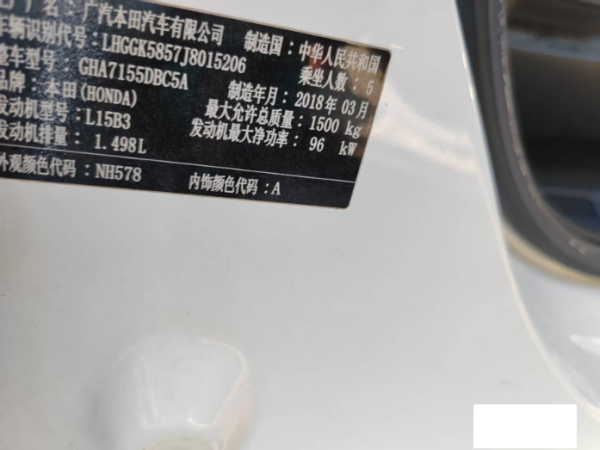 厂名：广汽本田汽车有限公司 制造国：中华人民共和国
车辆识别代号：LHGGK5857J8015206 乘坐人数：5
整车型号：GHA7155DBC5A 制造年月：2018年03月
品牌：本田(HONDA) 最大允许总质量：1500 kg
发动机型号：L15B3 发动机最大净功率：96 kW
发动机排量：1.498L
外观颜色代码：NH578 内饰颜色代码：A